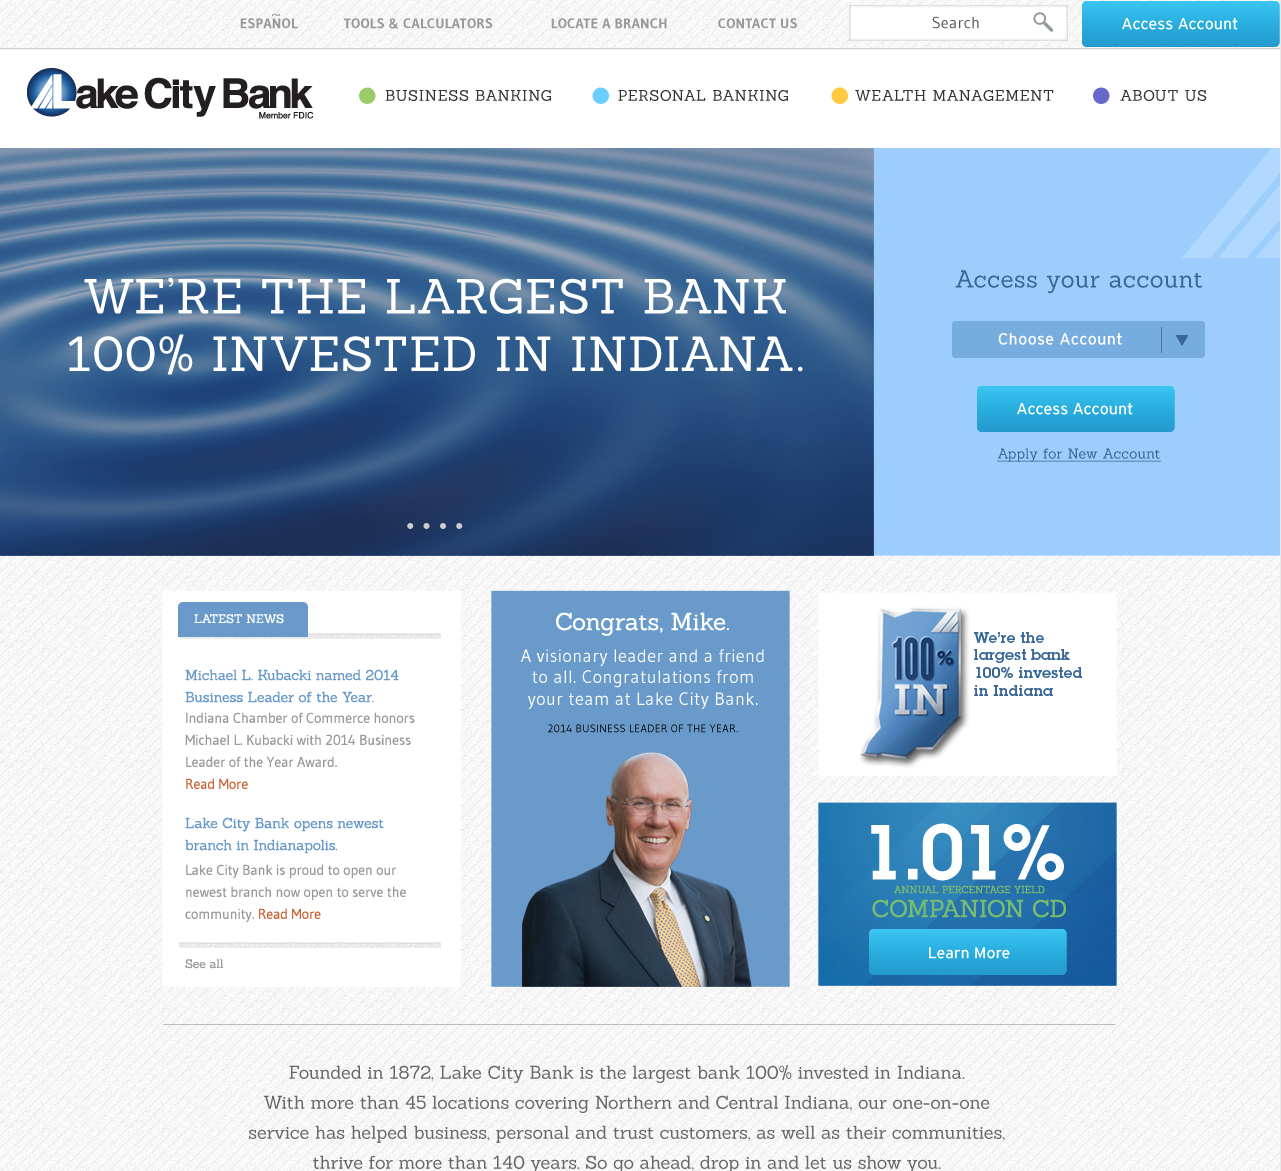 ESPAÑOL TOOLS & CALCULATORS LOCATE A BRANCH CONTACT US Search Access Account
Lake City Bank
Member FDIC
BUSINESS BANKING PERSONAL BANKING WEALTH MANAGEMENT ABOUT US
WE'RE THE LARGEST BANK
100% INVESTED IN INDIANA.
Access your account
Choose Account
Access Account
Apply for New Account
LATEST NEWS
Michael L. Kubacki named 2014
Business Leader of the Year.
Indiana Chamber of Commerce honors
Michael L. Kubacki with 2014 Business
Leader of the Year Award.
Read More
Lake City Bank opens newest
branch in Indianapolis.
Lake City Bank is proud to open our
newest branch now open to serve the
community. Read More
See all
Congrats, Mike.
A visionary leader and a friend
to all. Congratulations from
your team at Lake City Bank.
2014 BUSINESS LEADER OF THE YEAR.
100%
IN
We're the
largest bank
100% invested
in Indiana
1.01%
ANNUAL PERCENTAGE YIELD
COMPANION CD
Learn More
Founded in 1872, Lake City Bank is the largest bank 100% invested in Indiana.
With more than 45 locations covering Northern and Central Indiana, our one-on-one
service has helped business, personal and trust customers, as well as their communities,
thrive for more than 140 years. So go ahead, drop in and let us show you.